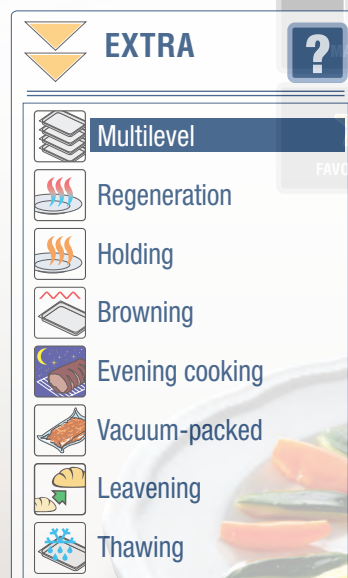 EXTRA
?
Multilevel
Regeneration
Holding
Browning
Evening cooking
Vacuum-packed
Leavening
Thawing